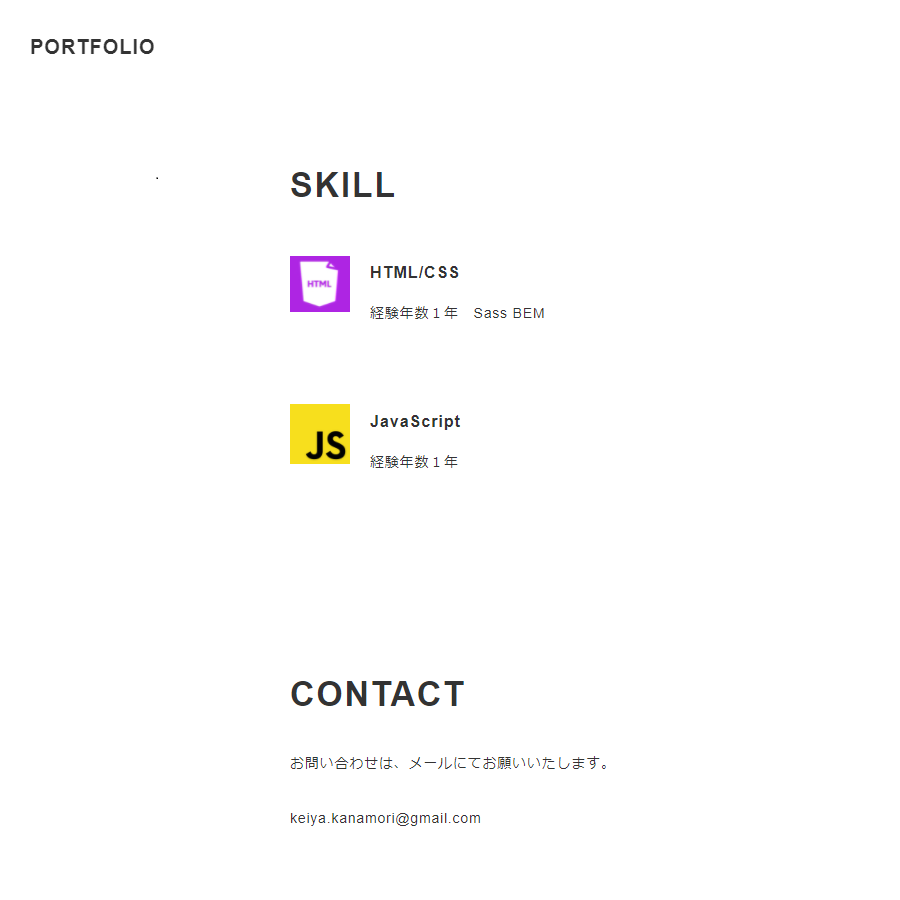 PORTFOLIO
.
SKILL
HTML
HTML/CSS
経験年数１年　Sass BEM
JS
JavaScript
経験年数１年
CONTACT
お問い合わせは、メールにてお願いいたします。
keiya.kanamori@gmail.com